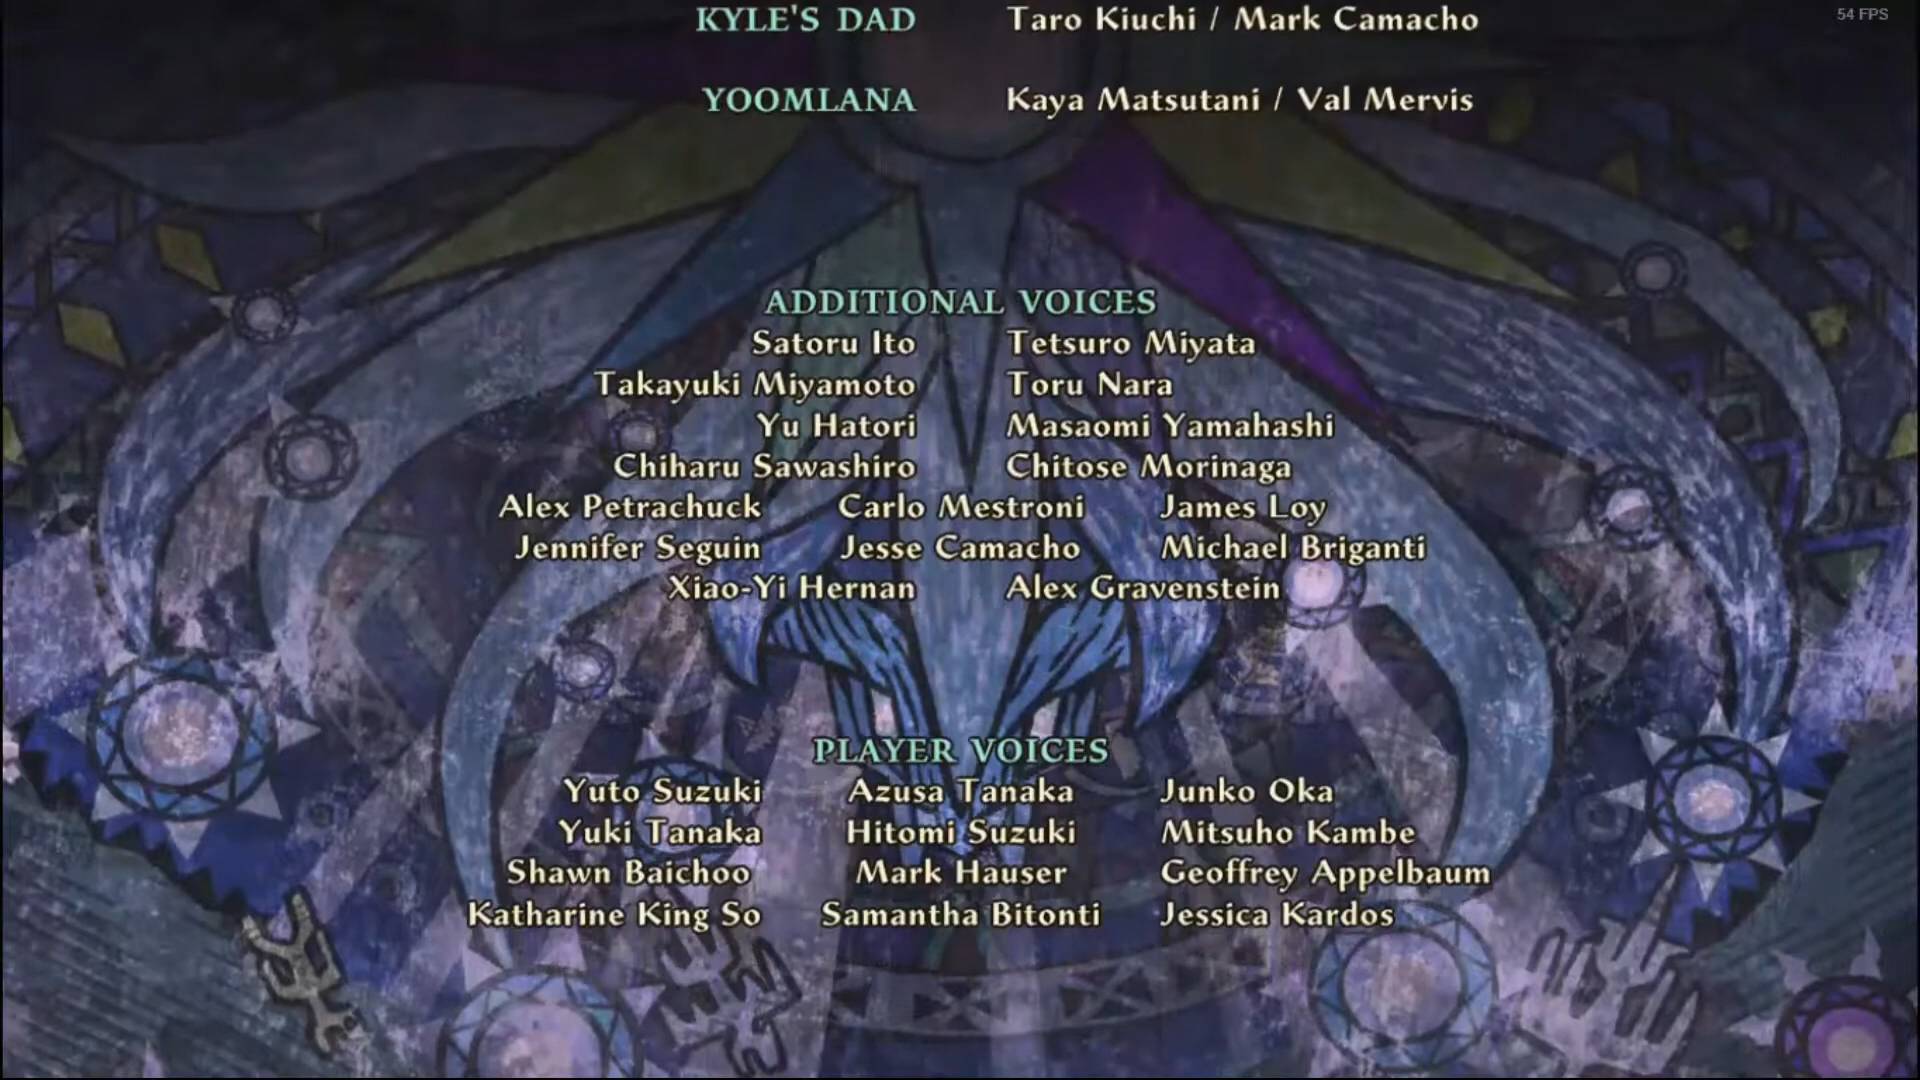 KYLE'S DAD Taro Kiuchi / Mark Camacho
54 FPS
YOOMLANA Kaya Matsutani / Val Mervis
ADDITIONAL VOICES
Satoru Ito Tetsuro Miyata
Takayuki Miyamoto Toru Nara
Yu Hatori Masaomi Yamahashi
Chiharu Sawashiro Chitose Morinaga
Alex Petrachuck Carlo Mestroni James Loy
Jennifer Seguin Jesse Camacho Michael Briganti
Xiao-Yi Hernan Alex Gravenstein
PLAYER VOICES
Yuto Suzuki Azusa Tanaka Junko Oka
Yuki Tanaka Hitomi Suzuki Mitsuho Kambe
Shawn Baichoo Mark Hauser Geoffrey Appelbaum
Katharine King So Samantha Bitonti Jessica Kardos